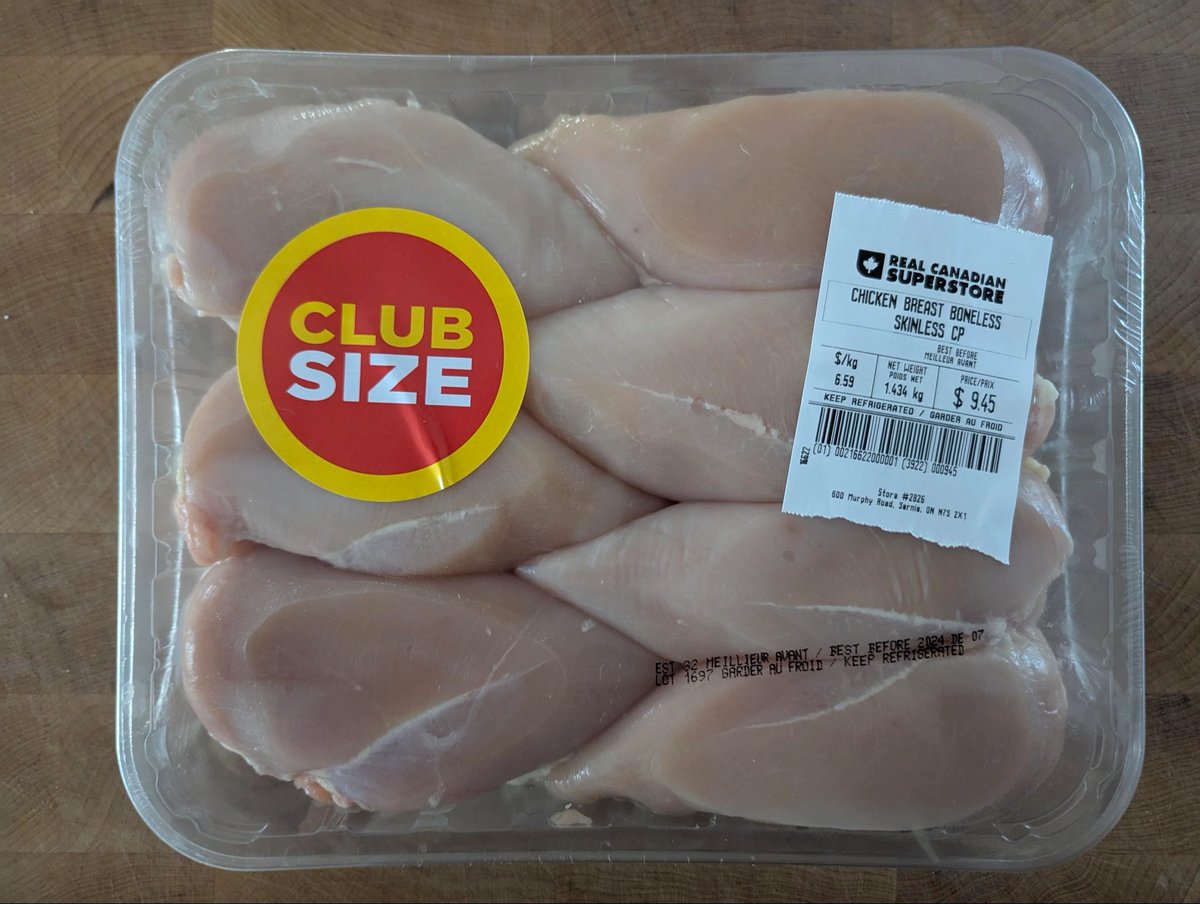 CLUB
SIZE
REAL CANADIAN
SUPERSTORE
CHICKEN BREAST BONELESS
SKINLESS CP
BEST BEFORE
MEILLEUR AVANT
$/kg
6.59
NET WEIGHT
POIDS NET
1.434 kg
PRICE/PRIX
$ 9.45
KEEP REFRIGERATED / GARDER AU FROID
16622
(01) 00216622000001 (3922) 000945
Store #2826
600 Murphy Road, Sarnia, ON N7S 2X1
EST 92 MEILLEUR AVANT / BEST BEFORE 2024 DE 07
LOT 1697 GARDER AU FROID / KEEP REFRIGERATED